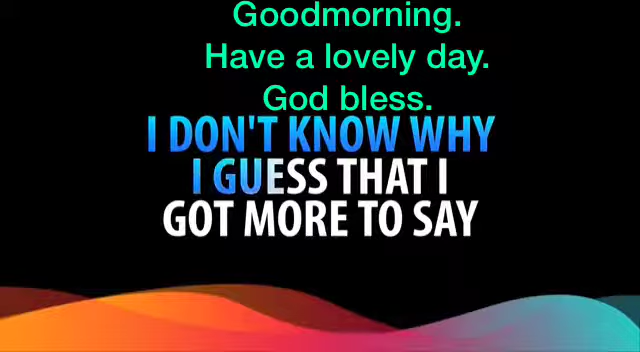 Goodmorning.
Have a lovely day.
God bless.
I DON'T KNOW WHY
I GUESS THAT I
GOT MORE TO SAY